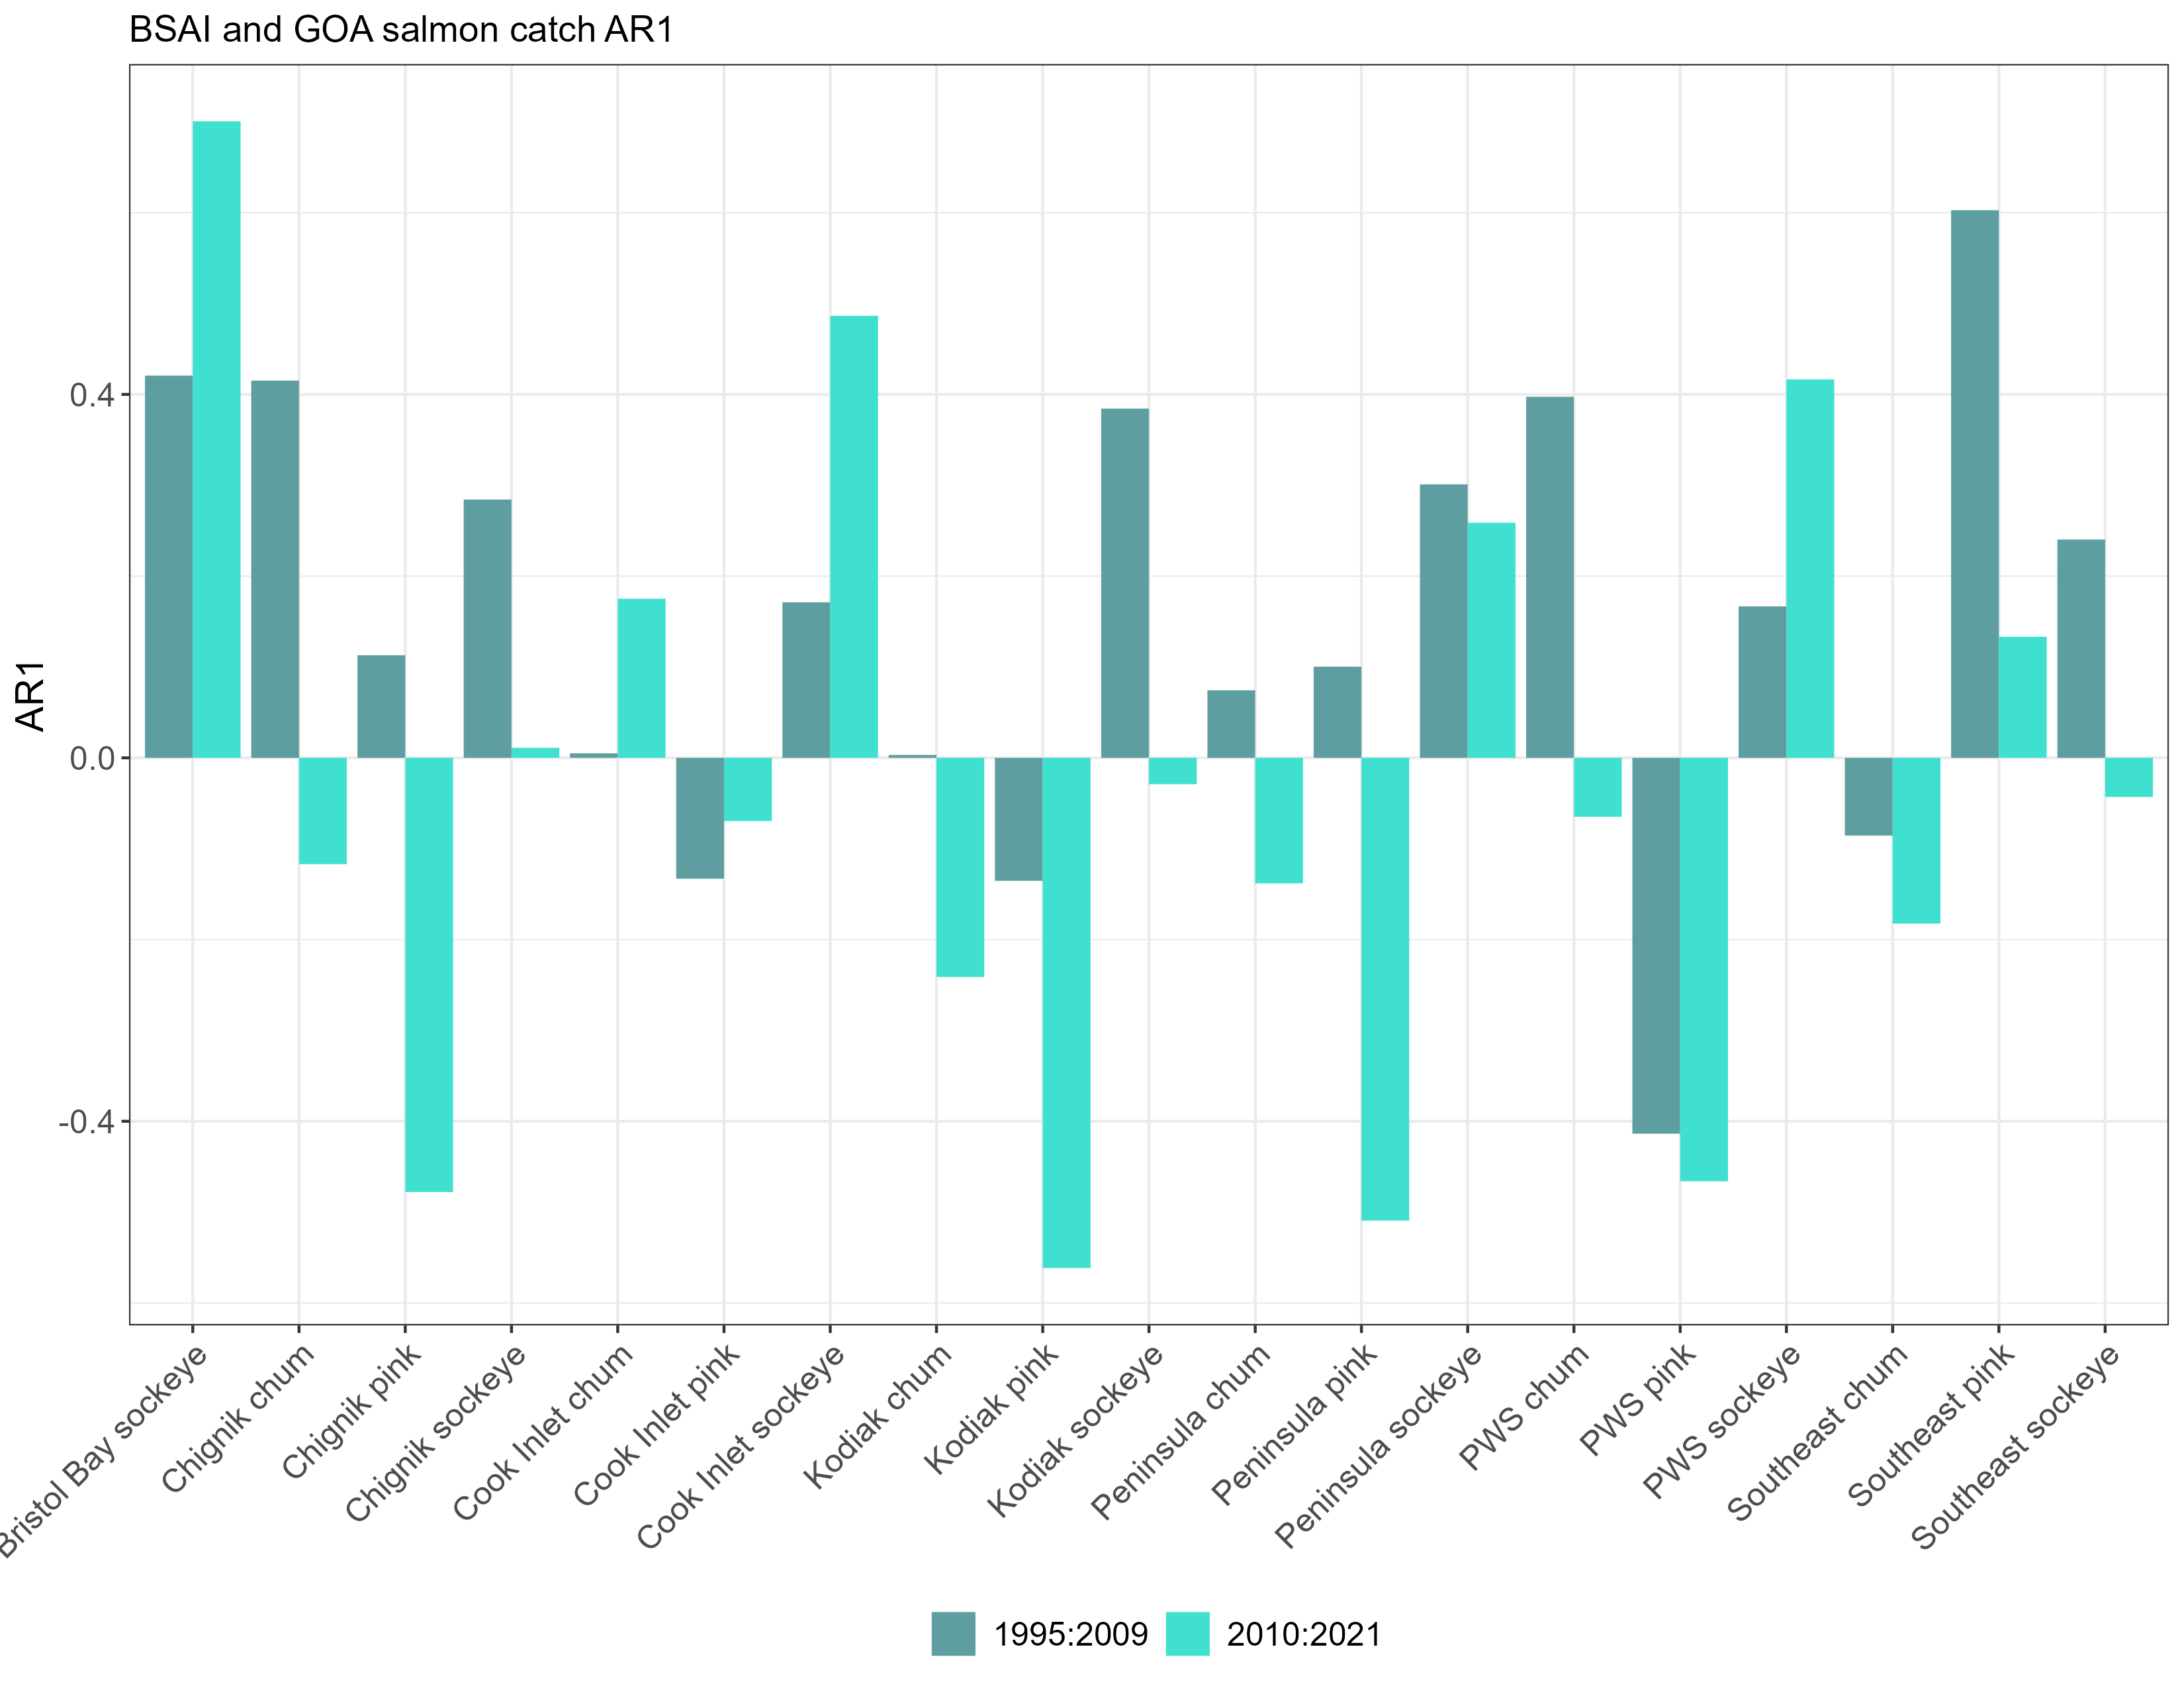 BSAI and GOA salmon catch AR1
AR1
0.4
0.0
-0.4
Bristol Bay sockeye
Chignik chum
Chignik pink
Chignik sockeye
Cook Inlet chum
Cook Inlet pink
Cook Inlet sockeye
Kodiak chum
Kodiak pink
Kodiak sockeye
Peninsula chum
Peninsula pink
Peninsula sockeye
PWS chum
PWS pink
PWS sockeye
Southeast chum
Southeast pink
Southeast sockeye
1995:2009
2010:2021